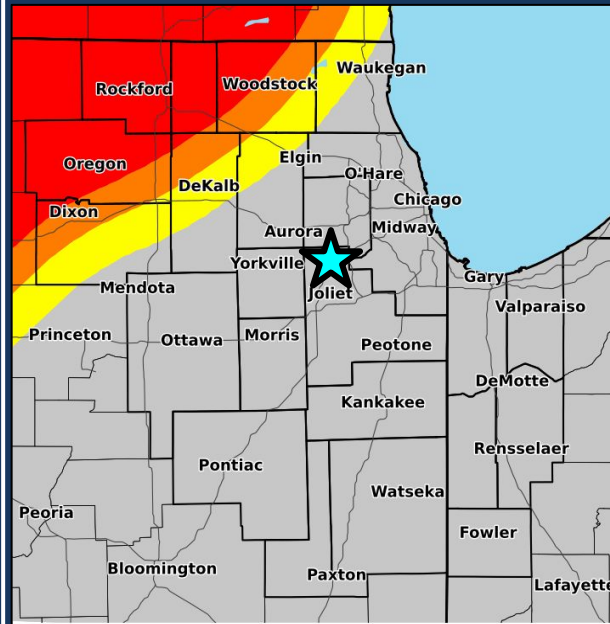 Waukegan
Woodstock
Rockford
Elgin
Oregon
O'Hare
DeKalb
Chicago
Dixon
Midway
Aurora
Yorkville
Gary
Mendota
Joliet
Valparaiso
Princeton
Morris
Ottawa
Peotone
DeMotte
Kankakee
Rensselaer
Pontiac
Watseka
Peoria
Fowler
Bloomington
Paxton
Lafayette